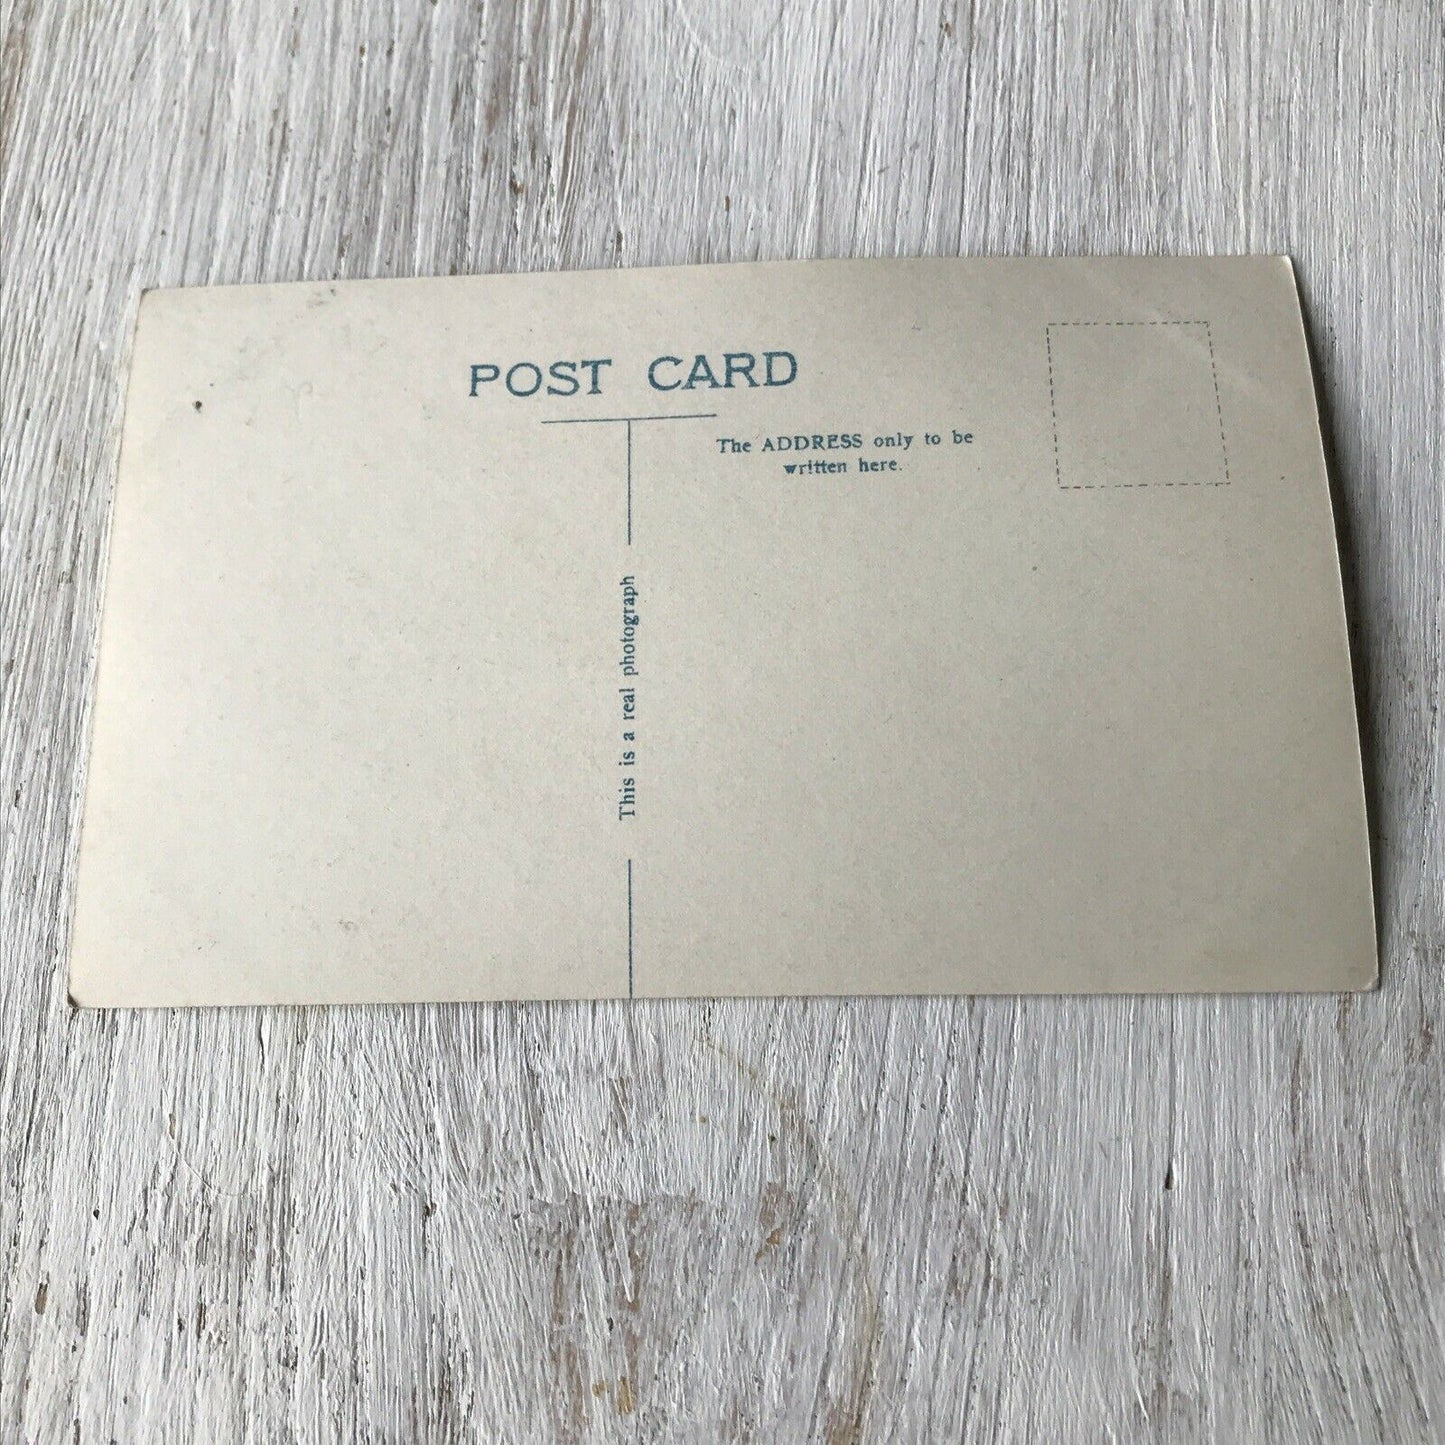 POST CARD
The ADDRESS only to be
written here.
This is a real photograph